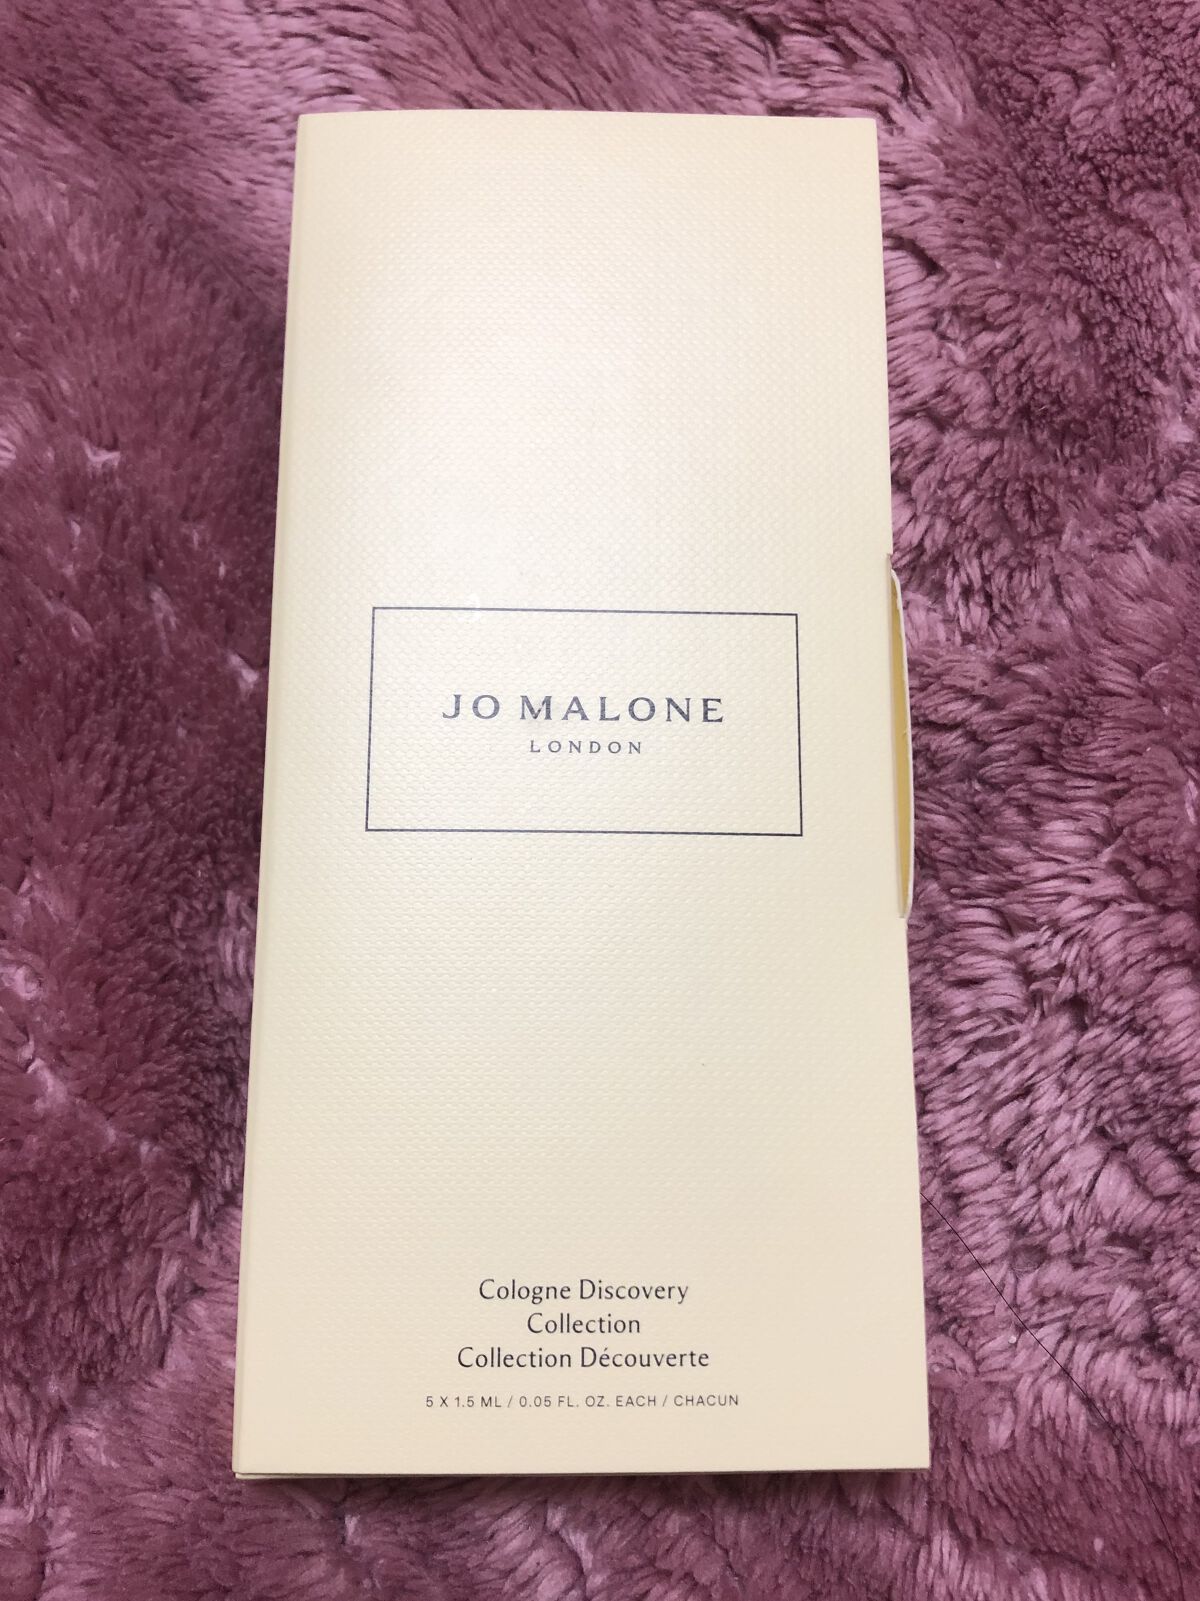 JO MALONE
LONDON
Cologne Discovery
Collection
Collection Découverte
5 X 1.5 ML / 0.05 FL. OZ. EACH / CHACUN